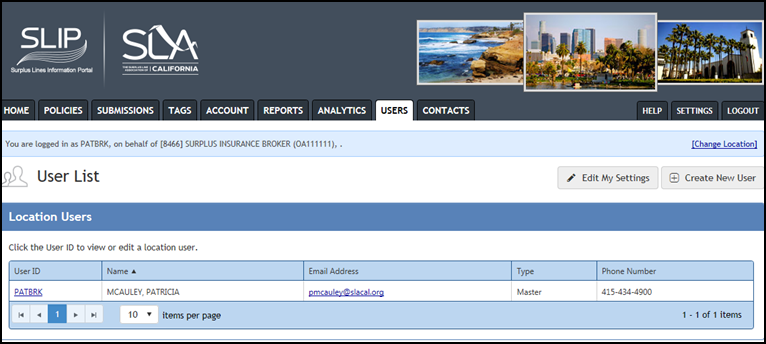 SLIP
Surplus Lines Information Portal
SLA
THE SURPLUS LINE ASSOCIATION OF CALIFORNIA
HOME POLICIES SUBMISSIONS TAGS ACCOUNT REPORTS ANALYTICS USERS CONTACTS HELP SETTINGS LOGOUT
You are logged in as PATBRK, on behalf of [8466] SURPLUS INSURANCE BROKER (OA111111), . [Change Location]
User List Edit My Settings Create New User
Location Users
Click the User ID to view or edit a location user.
User ID Name ▲ Email Address Type Phone Number
PATBRK MCAULEY, PATRICIA pmcauley@slacal.org Master 415-434-4900
1 10 items per page 1 - 1 of 1 items